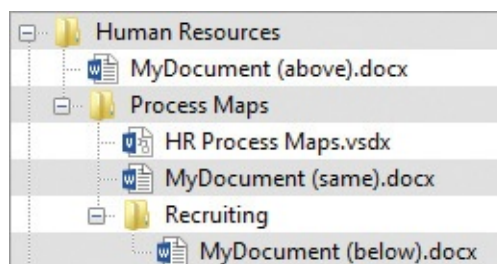 Human Resources
MyDocument (above).docx
Process Maps
HR Process Maps.vsdx
MyDocument (same).docx
Recruiting
MyDocument (below).docx